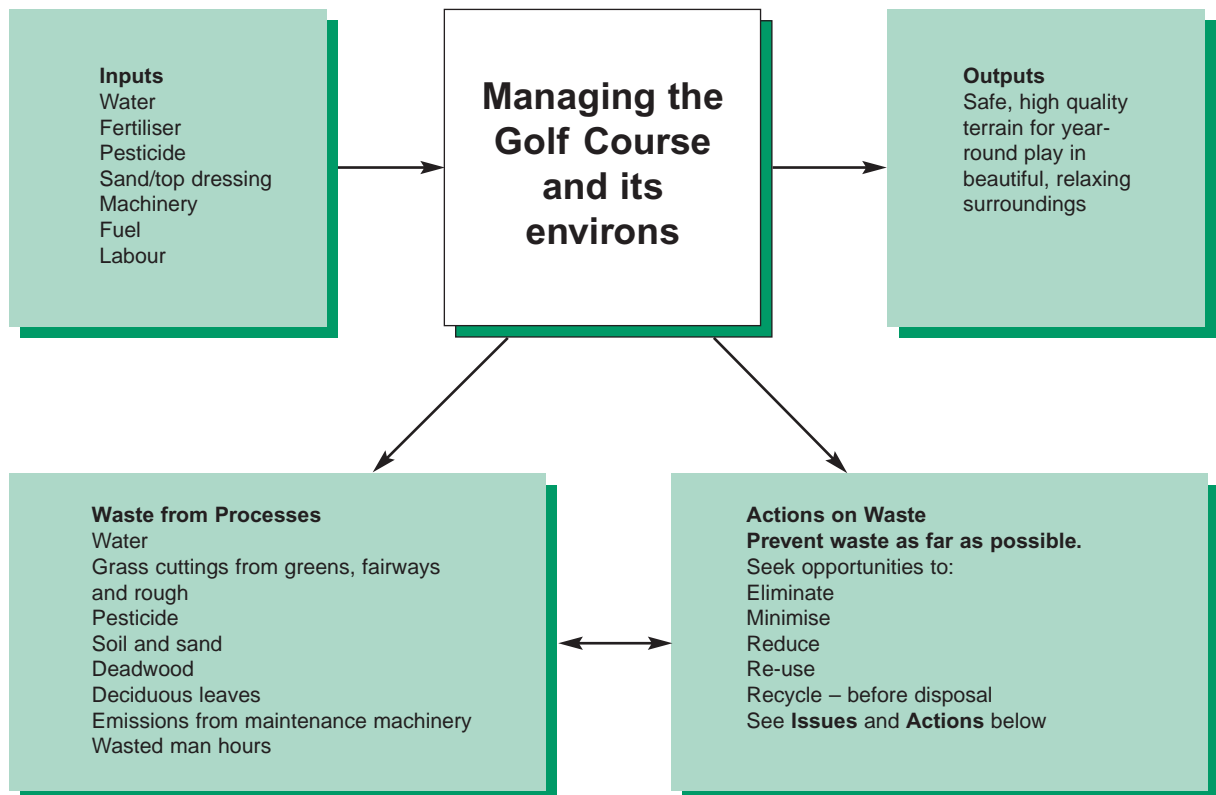 Inputs
Water
Fertiliser
Pesticide
Sand/top dressing
Machinery
Fuel
Labour
Managing the
Golf Course
and its
environs
Outputs
Safe, high quality
terrain for year-
round play in
beautiful, relaxing
surroundings
Waste from Processes
Water
Grass cuttings from greens, fairways
and rough
Pesticide
Soil and sand
Deadwood
Deciduous leaves
Emissions from maintenance machinery
Wasted man hours
Actions on Waste
Prevent waste as far as possible.
Seek opportunities to:
Eliminate
Minimise
Reduce
Re-use
Recycle – before disposal
See Issues and Actions below